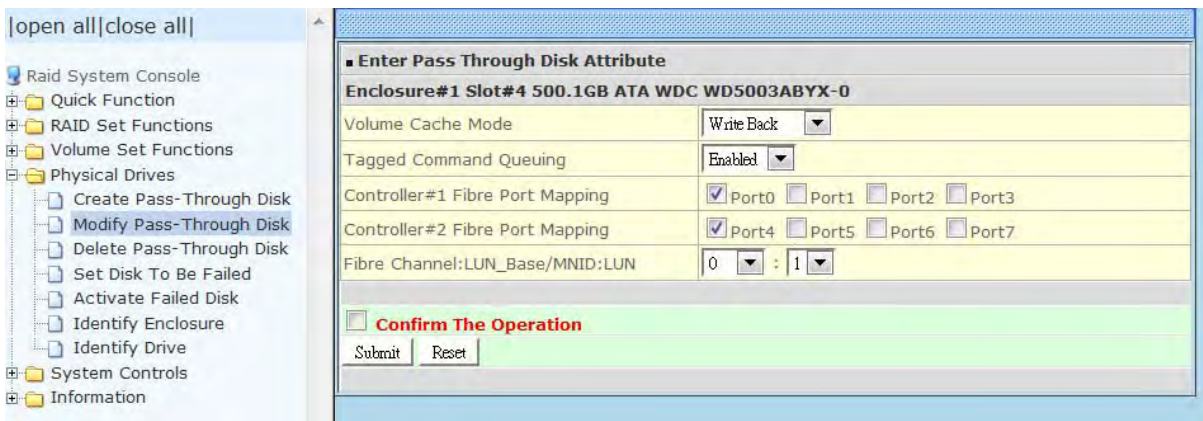 |open all|close all|
Raid System Console
Quick Function
RAID Set Functions
Volume Set Functions
Physical Drives
Create Pass-Through Disk
Modify Pass-Through Disk
Delete Pass-Through Disk
Set Disk To Be Failed
Activate Failed Disk
Identify Enclosure
Identify Drive
System Controls
Information
Enter Pass Through Disk Attribute
Enclosure#1 Slot#4 500.1GB ATA WDC WD5003ABYX-0
Volume Cache Mode Write Back
Tagged Command Queuing Enabled
Controller#1 Fibre Port Mapping Port0 Port1 Port2 Port3
Controller#2 Fibre Port Mapping Port4 Port5 Port6 Port7
Fibre Channel:LUN_Base/MNID:LUN 0 : 1
Confirm The Operation
Submit Reset